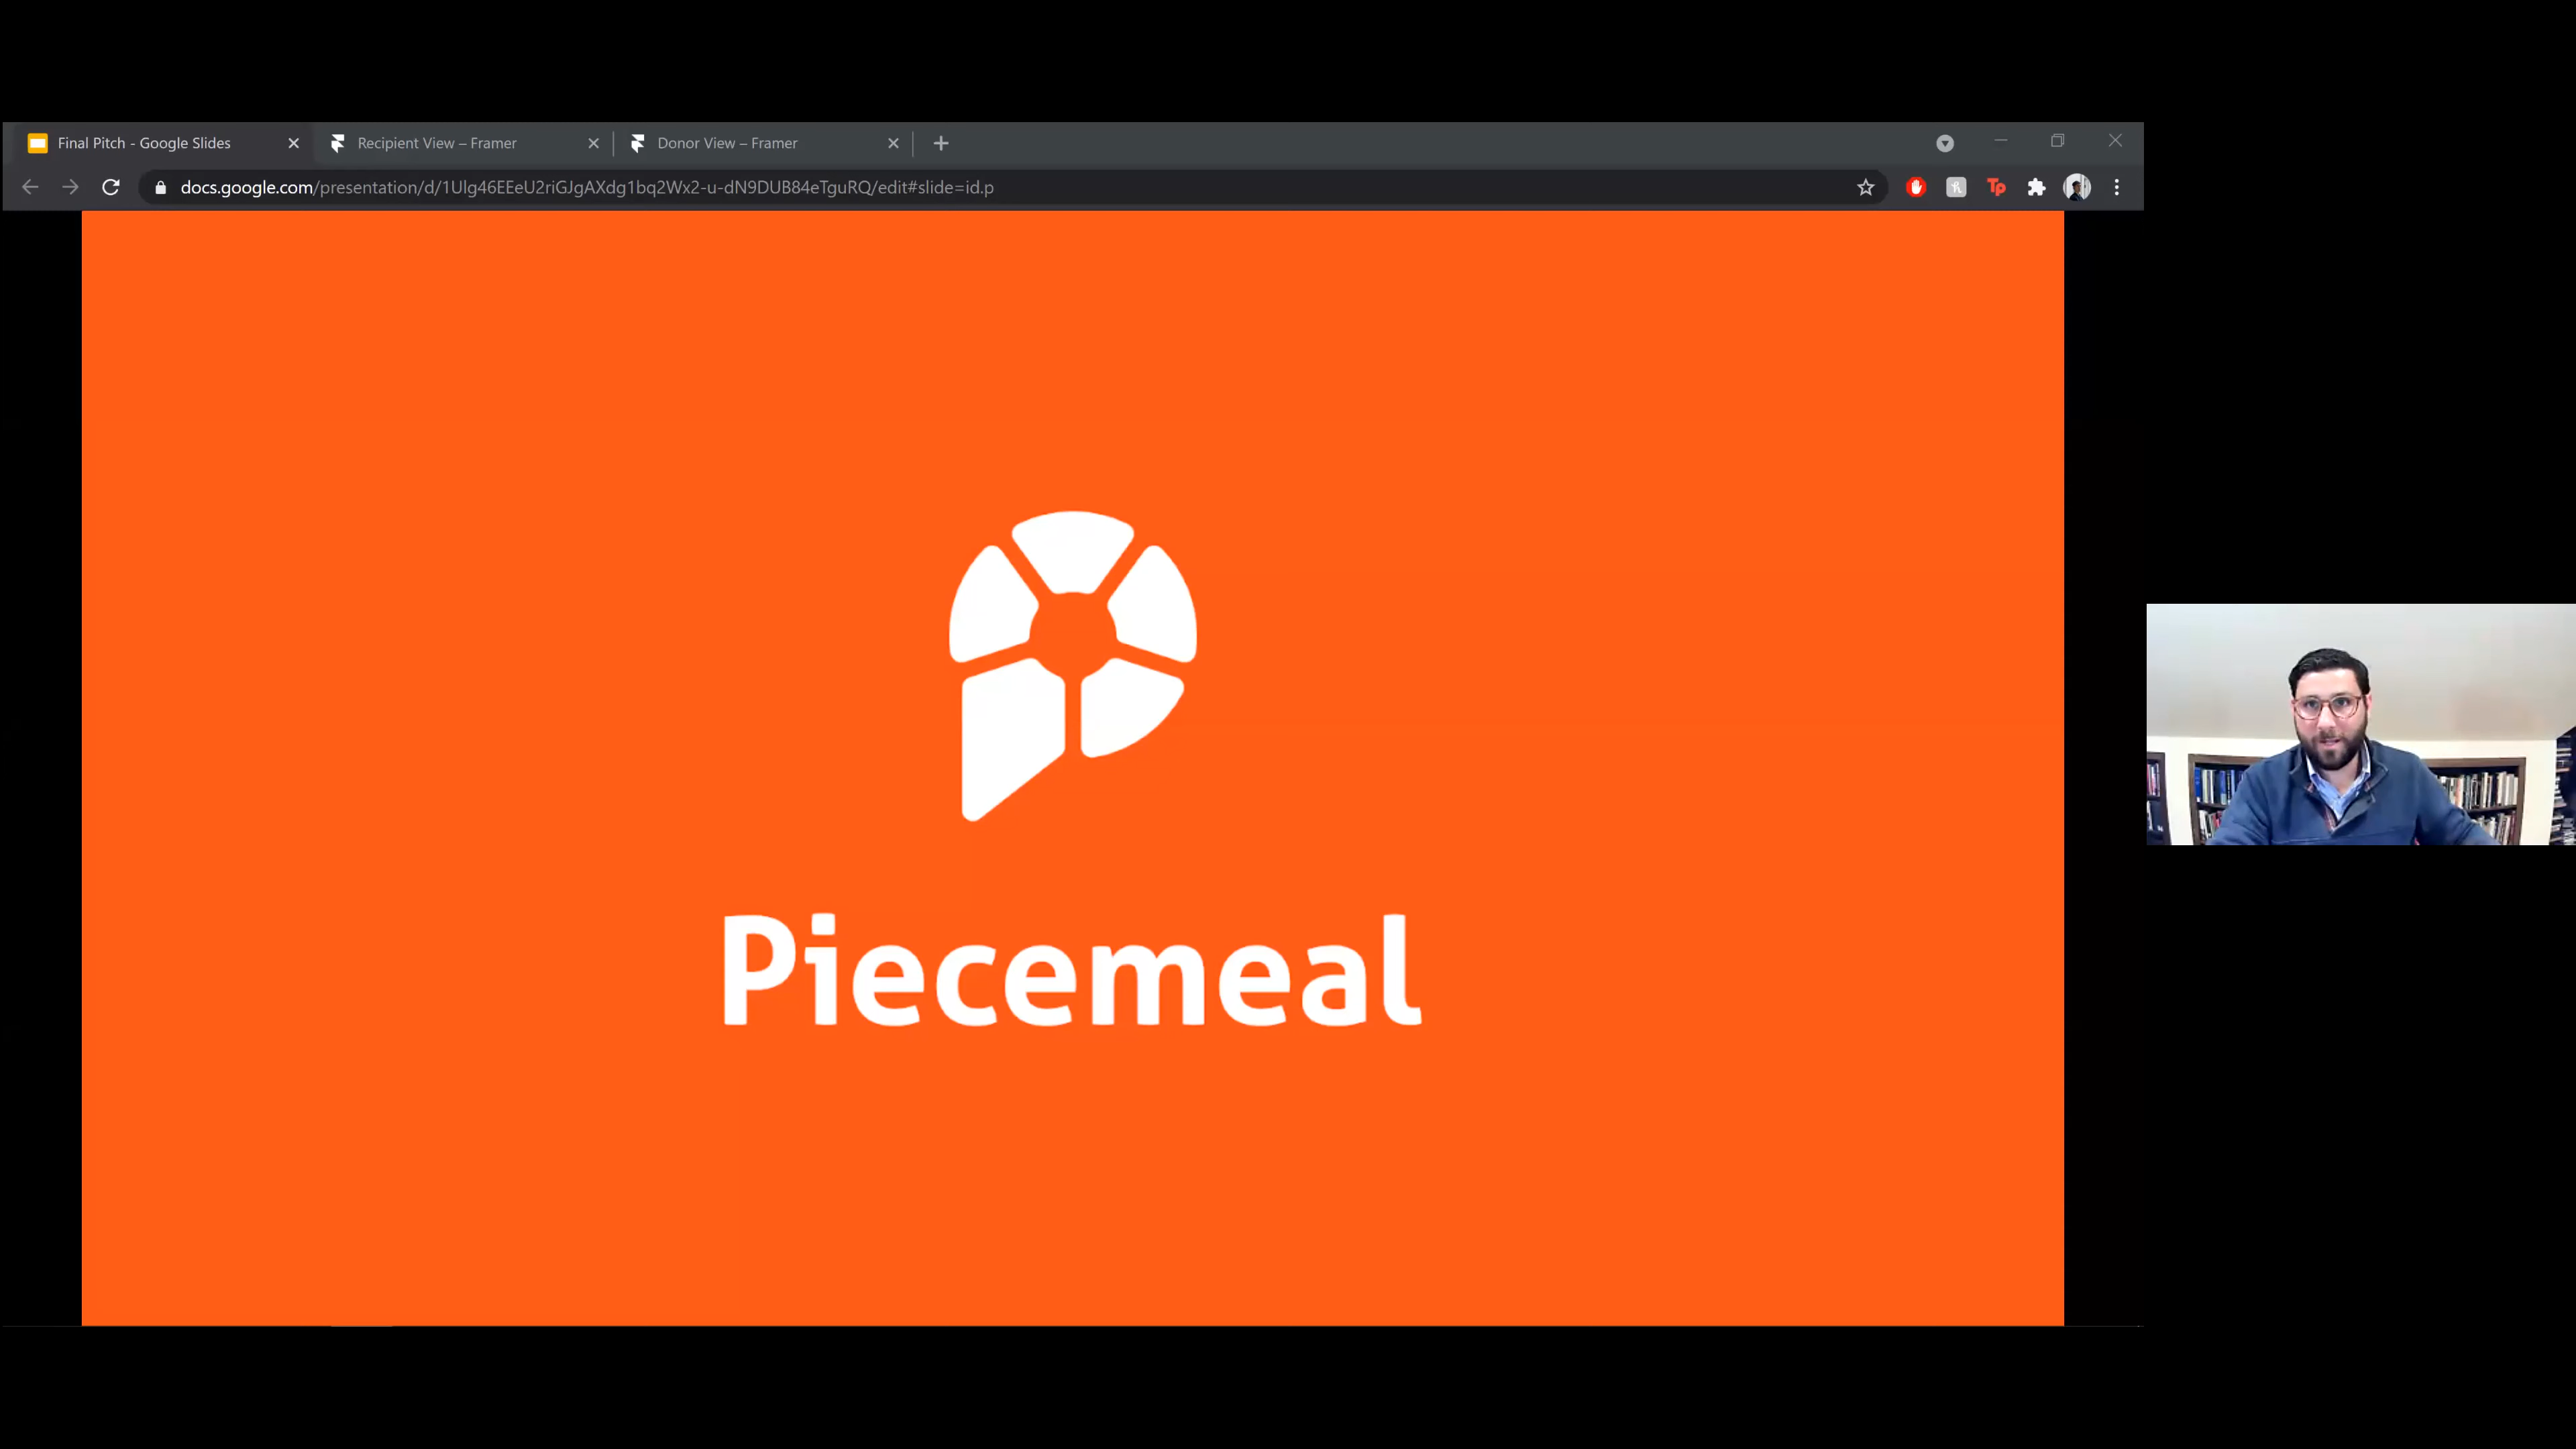 Final Pitch - Google Slides
Recipient View – Framer
Donor View – Framer
docs.google.com/presentation/d/1Ulg46EEeU2riGJgAXdg1bq2Wx2-u-dN9DUB84eTguRQ/edit#slide=id.p
Tp
Piecemeal